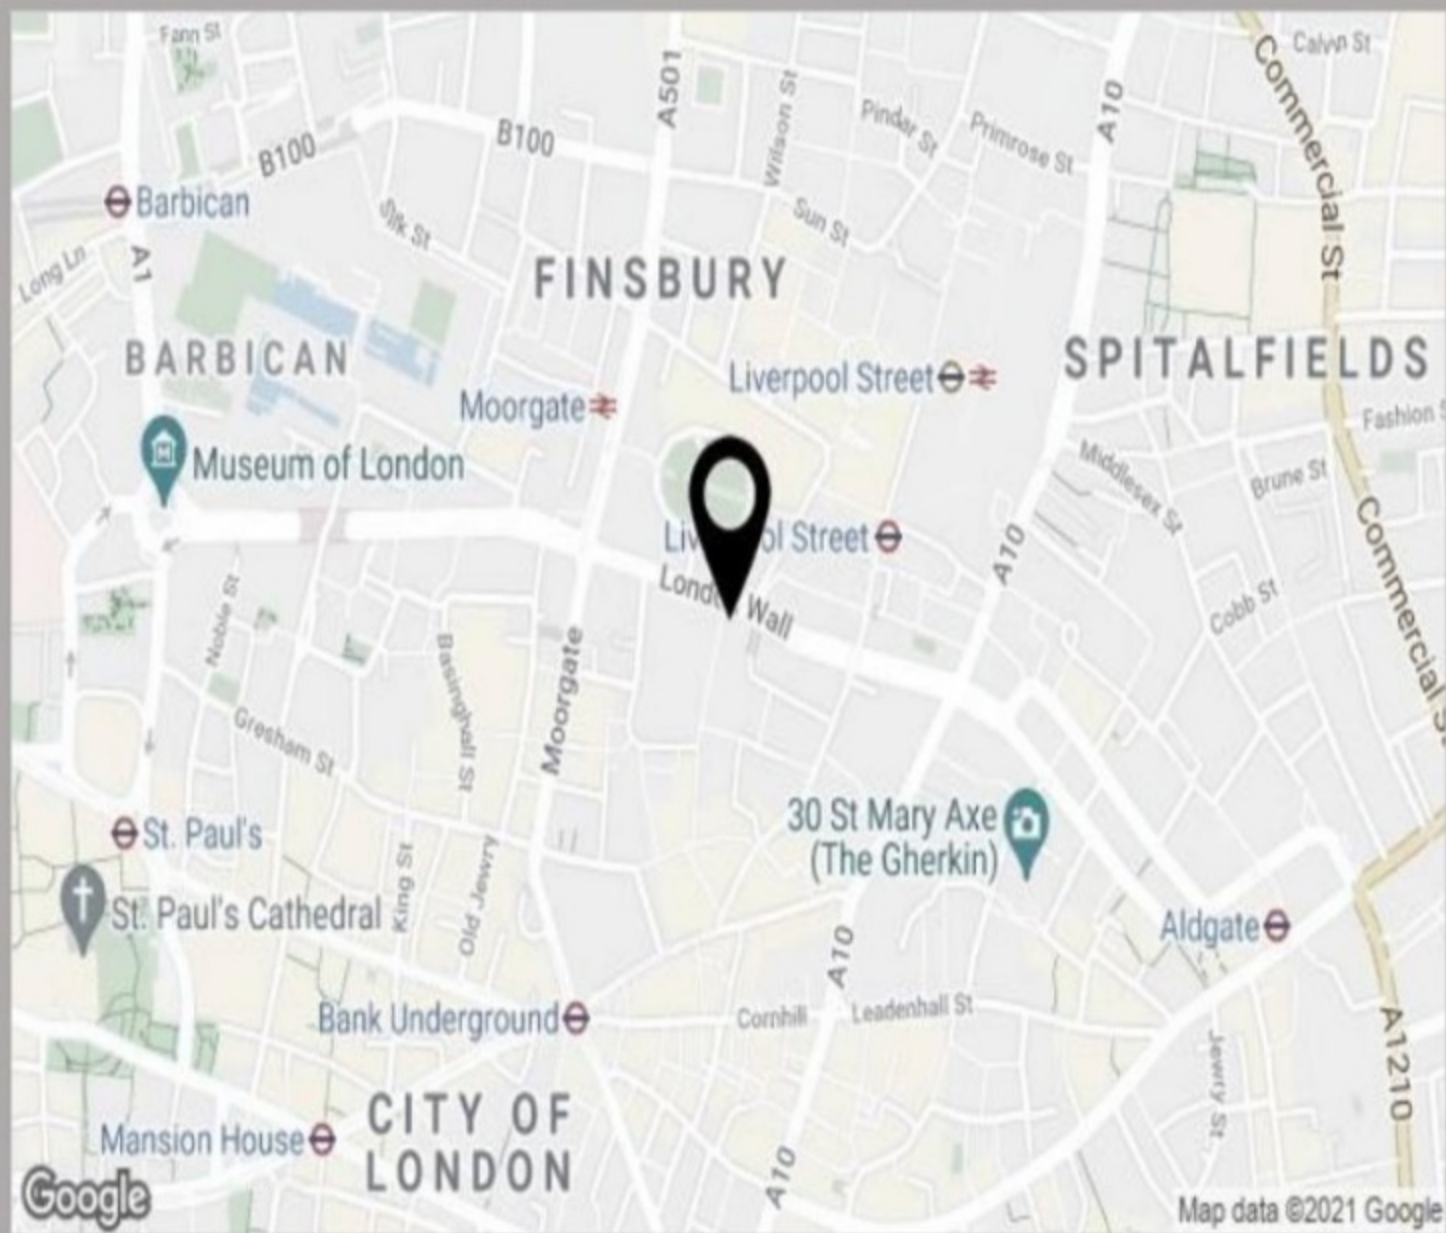 Fann St
A501
Wilson St
Pindar St
Primrose St
A10
Commercial St
Calvin St
B100
B100
Barbican
Silk St
Sun St
A1
Long Ln
FINSBURY
BARBICAN
Liverpool Street
SPITALFIELDS
Moorgate
Fashion S
Museum of London
Middlesex St
Brune St
Liv ol Street
A10
Commercial S
Lond Wall
Cobb St
Noble St
Basinghall St
Moorgate
Gresham St
30 St Mary Axe
(The Gherkin)
St. Paul's
King St
Old Jewry
St. Paul's Cathedral
Aldgate
A10
Bank Underground
Cornhill
Leadenhall St
Jewry St
A1210
CITY OF
LONDON
Mansion House
A10
Google
Map data ©2021 Google